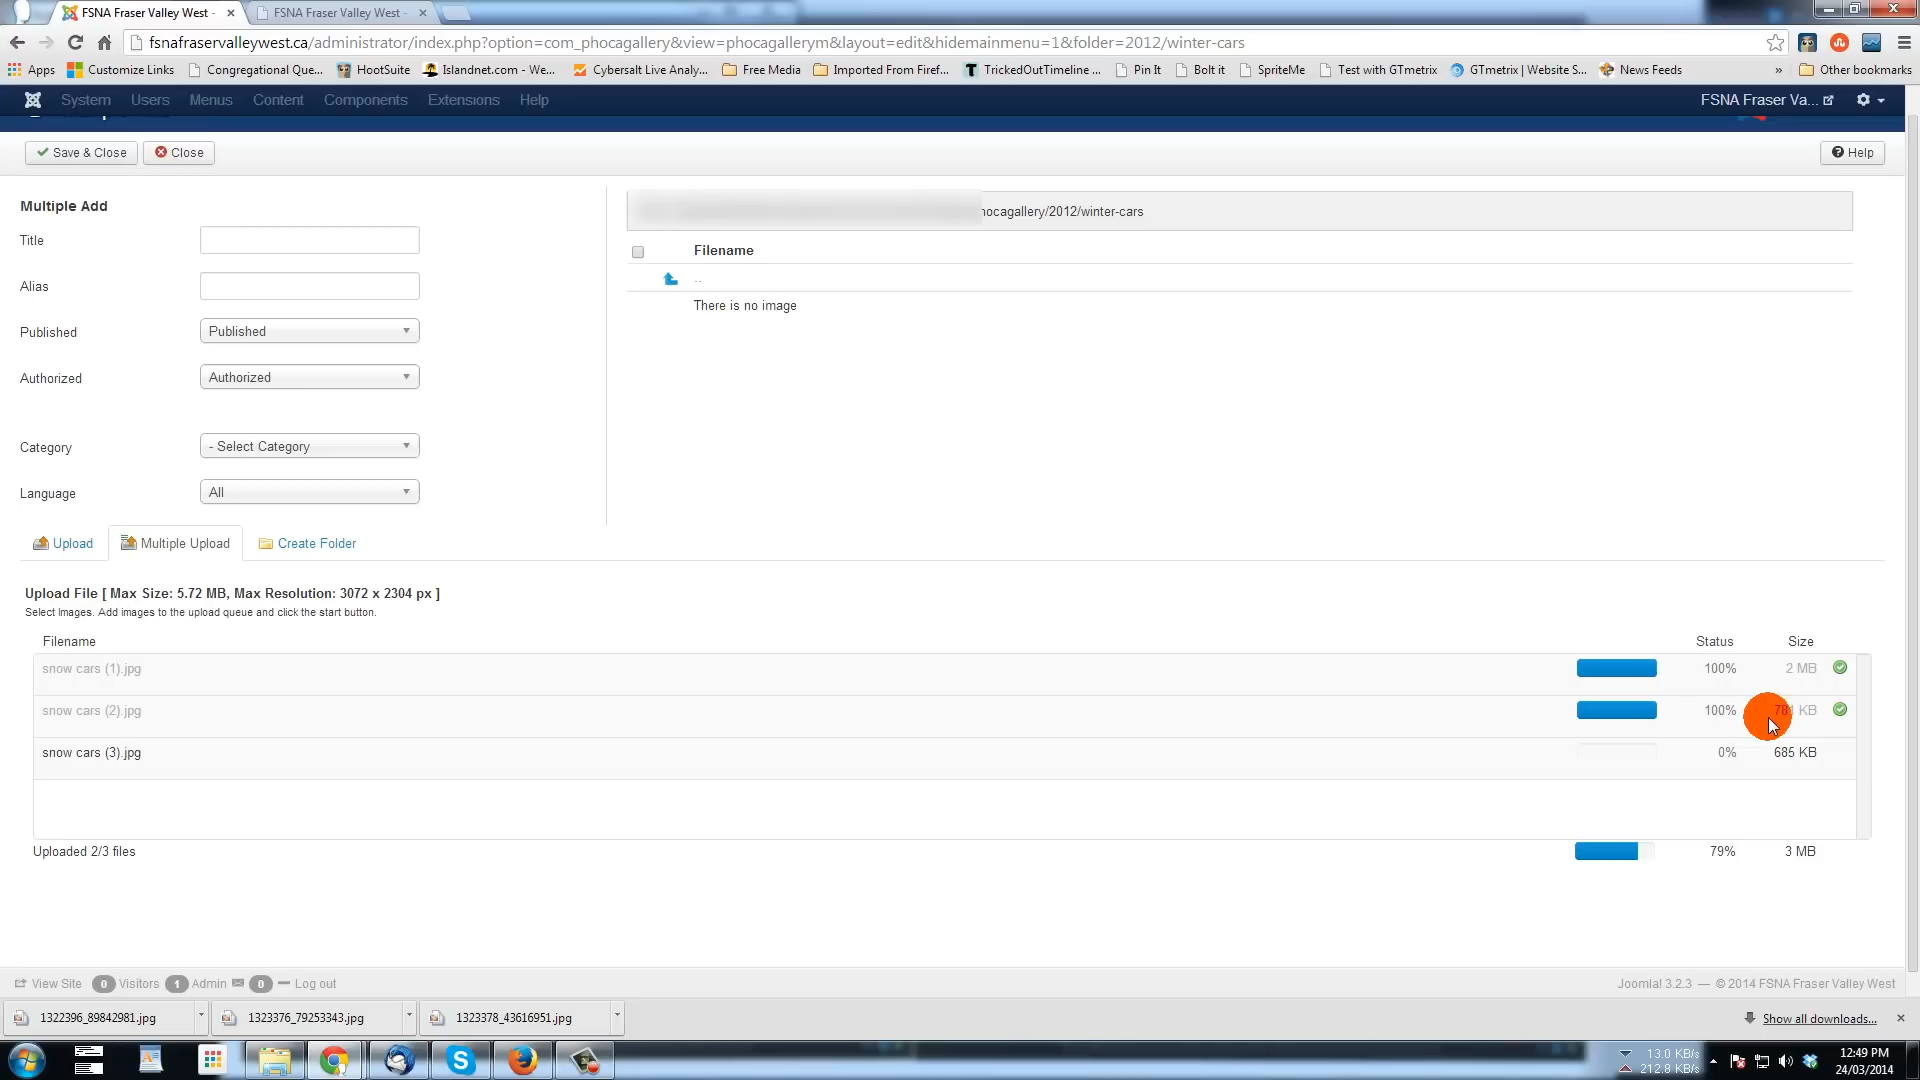 FSNA Fraser Valley West -
FSNA Fraser Valley West -
fsnafraservalleywest.ca/administrator/index.php?option=com_phocagallery&view=phocagallerym&layout=edit&hidemainmenu=1&folder=2012/winter-cars
Apps Customize Links Congregational Que... HootSuite Islandnet.com - We... Cybersalt Live Analy... Free Media Imported From Firef... TrickedOutTimeline ... Pin It Bolt it SpriteMe Test with GTmetrix GTmetrix | Website S... News Feeds » Other bookmarks
System Users Menus Content Components Extensions Help FSNA Fraser Va...
Save & Close Close Help
Multiple Add
Title
Alias
Published Published
Authorized Authorized
Category - Select Category
Language All
hocagallery/2012/winter-cars
Filename
..
There is no image
Upload Multiple Upload Create Folder
Upload File [ Max Size: 5.72 MB, Max Resolution: 3072 x 2304 px ]
Select Images. Add images to the upload queue and click the start button.
Filename Status Size
snow cars (1).jpg 100% 2 MB
snow cars (2).jpg 100% 781 KB
snow cars (3).jpg 0% 685 KB
Uploaded 2/3 files 79% 3 MB
View Site 0 Visitors 1 Admin 0 Log out Joomla! 3.2.3 — © 2014 FSNA Fraser Valley West
1322396_89842981.jpg 1323376_79253343.jpg 1323378_43616951.jpg Show all downloads...
13.0 KB/s
212.8 KB/s
12:49 PM
24/03/2014